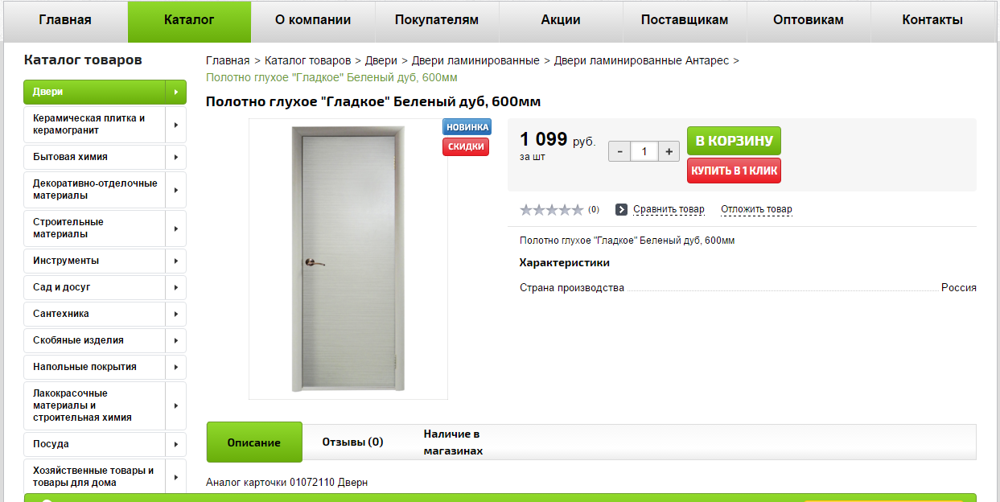 Главная Каталог О компании Покупателям Акции Поставщикам Оптовикам Контакты
Каталог товаров
Двери
Керамическая плитка и
керамогранит
Бытовая химия
Декоративно-отделочные
материалы
Строительные
материалы
Инструменты
Сад и досуг
Сантехника
Скобяные изделия
Напольные покрытия
Лакокрасочные
материалы и
строительная химия
Посуда
Хозяйственные товары и
товары для дома
Главная > Каталог товаров > Двери > Двери ламинированные > Двери ламинированные Антарес >
Полотно глухое "Гладкое" Беленый дуб, 600мм
Полотно глухое "Гладкое" Беленый дуб, 600мм
НОВИНКА
СКИДКИ
1 099 руб.
за шт
- 1 +
В КОРЗИНУ
КУПИТЬ В 1 КЛИК
(0) Сравнить товар Отложить товар
Полотно глухое "Гладкое" Беленый дуб, 600мм
Характеристики
Страна производства Россия
Описание Отзывы (0) Наличие в
магазинах
Аналог карточки 01072110 Дверн